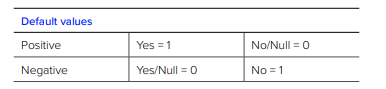 Default values
Positive Yes = 1 No/Null = 0
Negative Yes/Null = 0 No = 1